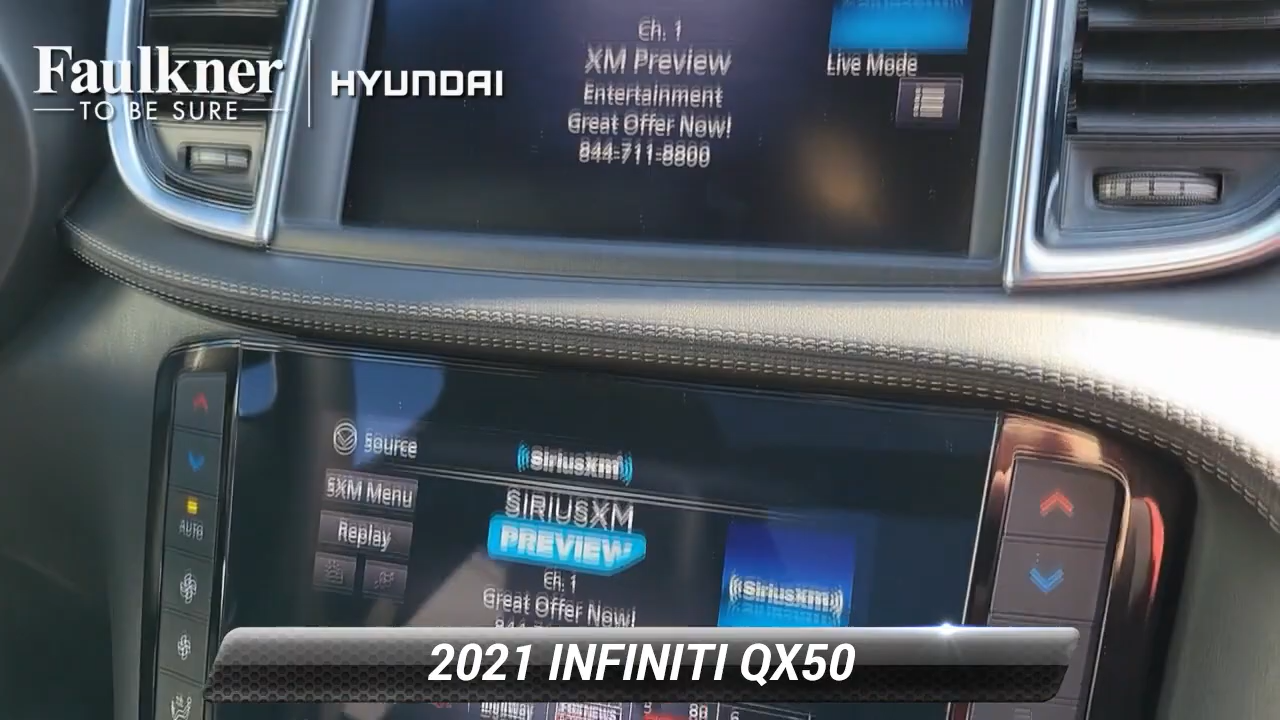 Faulkner
TO BE SURE
HYUNDAI
Ch. 1
XM Preview
Entertainment
Great Offer Now!
844-711-8800
Live Mode
Source
SXM Menu
Replay
AUTO
SiriusXM
SIRIUSXM
PREVIEW
Ch. 1
Great Offer Now!
SiriusXM
2021 INFINITI QX50